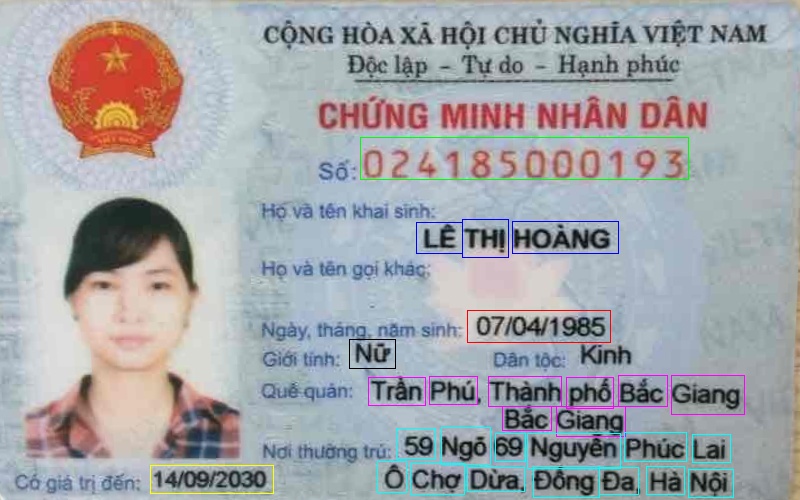 CỘNG HÒA XÃ HỘI CHỦ NGHĨA VIỆT NAM
Độc lập - Tự do - Hạnh phúc
CHỨNG MINH NHÂN DÂN
Số: 024185000193
Họ và tên khai sinh:
LÊ THỊ HOÀNG
Họ và tên gọi khác:
Ngày, tháng, năm sinh: 07/04/1985
Giới tính: Nữ Dân tộc: Kinh
Quê quán: Trần Phú, Thành phố Bắc Giang
Bắc Giang
Nơi thường trú: 59 Ngõ 69 Nguyễn Phúc Lai
Ô Chợ Dừa, Đống Đa, Hà Nội
Có giá trị đến: 14/09/2030